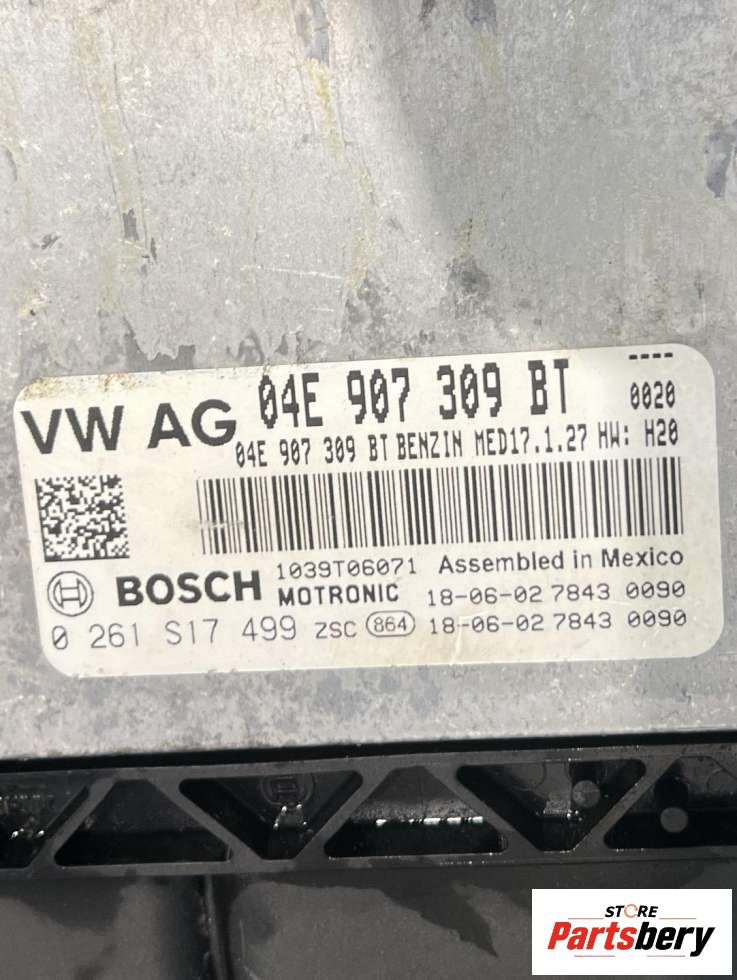 VW AG 04E 907 309 BT ---- 0020
04E 907 309 BT BENZIN MED17.1.27 HW: H20
BOSCH 1039T06071 Assembled in Mexico
MOTRONIC 18-06-02 7843 0090
0 261 S17 499 ZSC 864 18-06-02 7843 0090
STORE
Partsbery